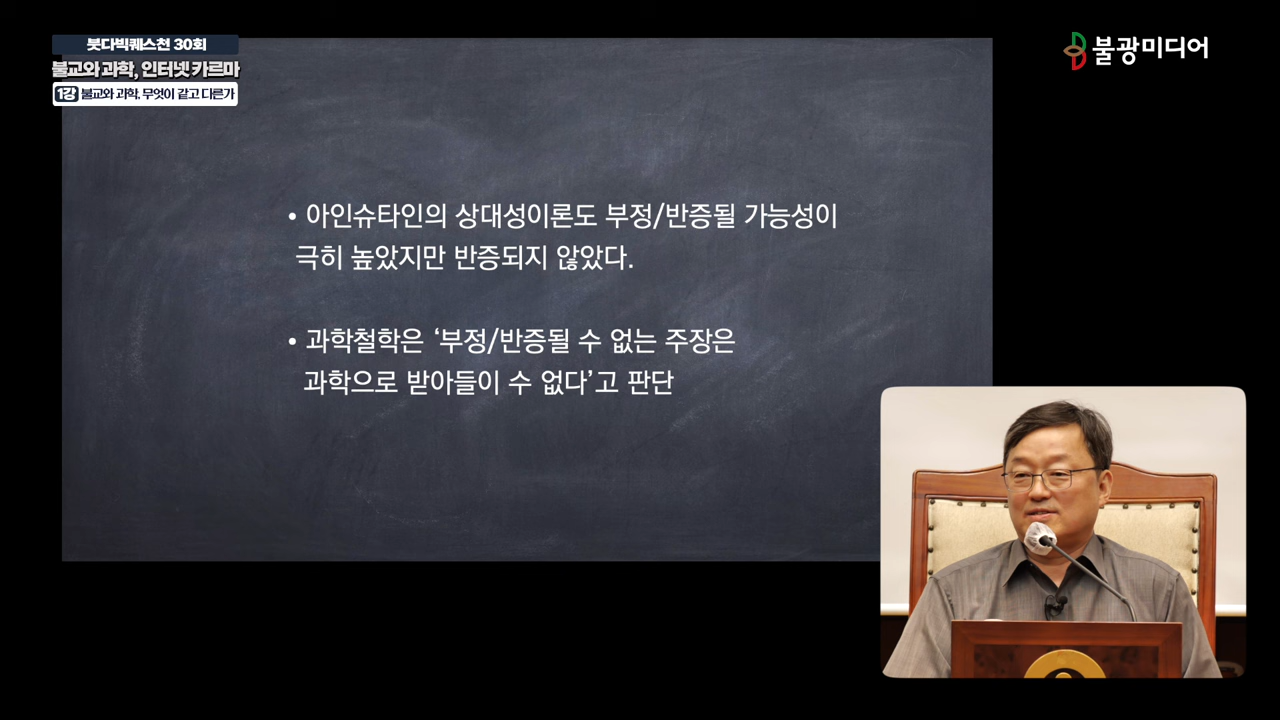 붓다빅퀘스천 30회
불교와 과학, 인터넷 카르마
1강 불교와 과학, 무엇이 같고 다른가
불광미디어
• 아인슈타인의 상대성이론도 부정/반증될 가능성이
극히 높았지만 반증되지 않았다.
• 과학철학은 ‘부정/반증될 수 없는 주장은
과학으로 받아들이 수 없다’고 판단